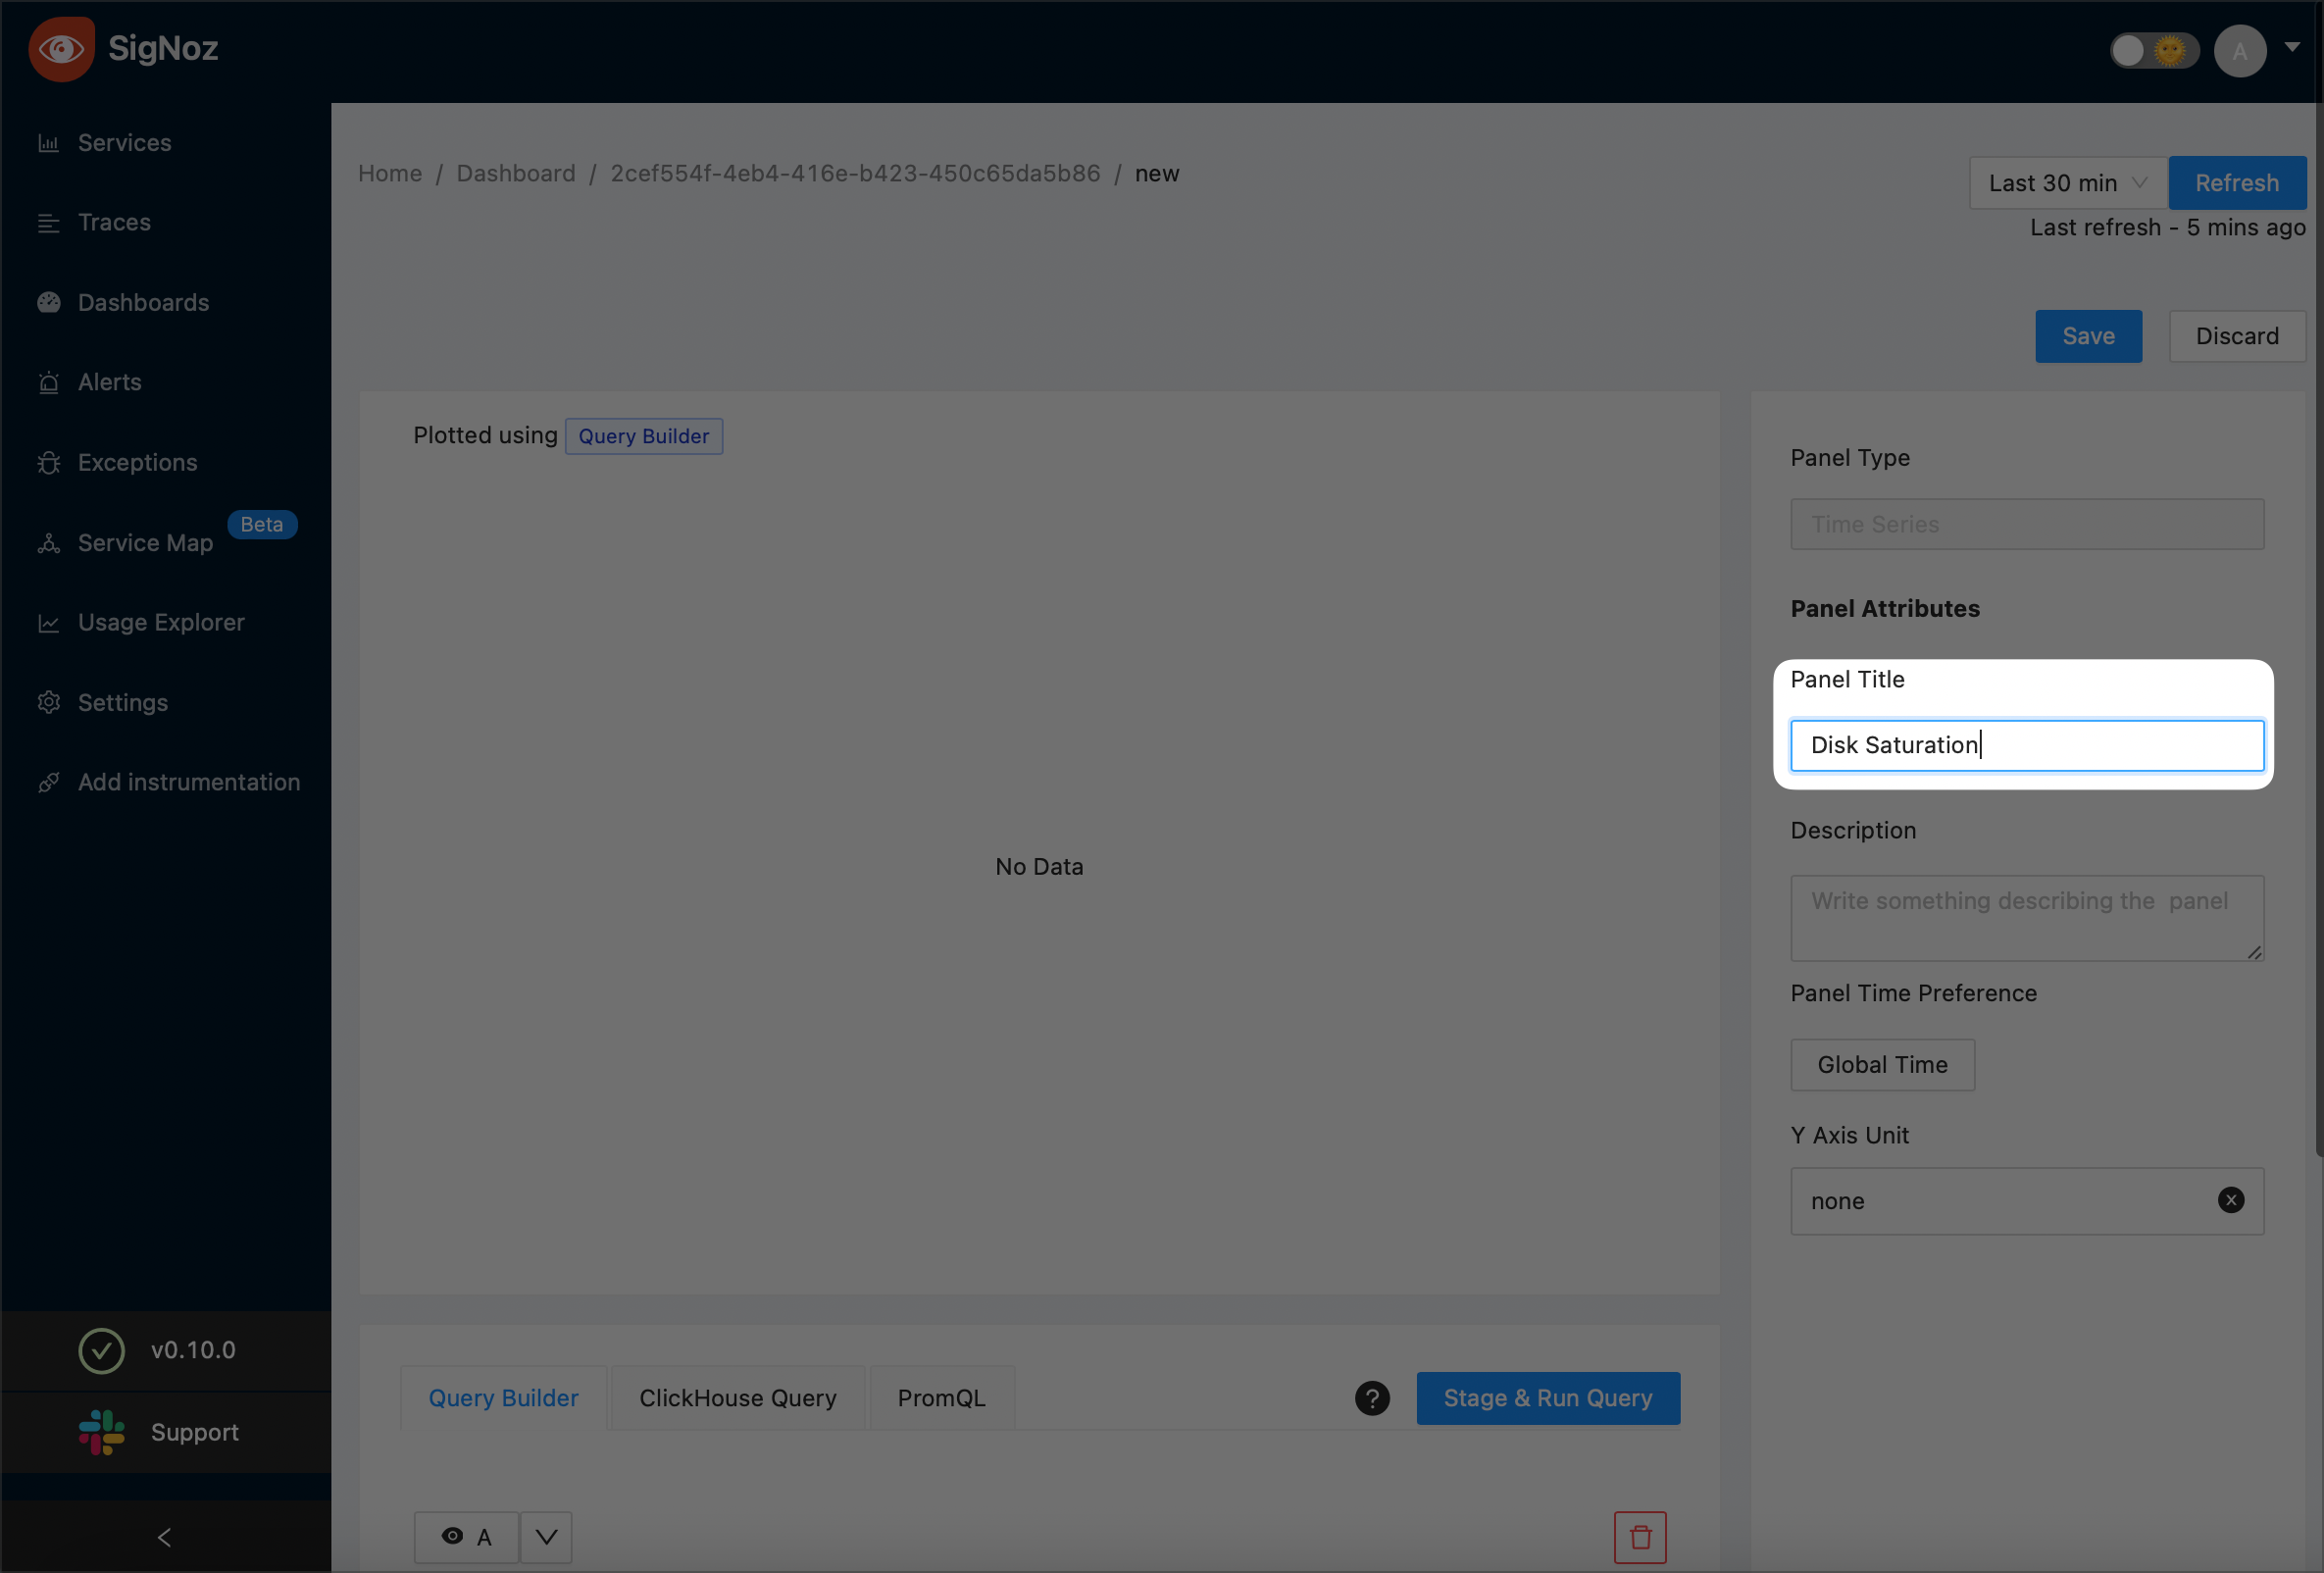 SigNoz
A
Services
Traces
Dashboards
Alerts
Exceptions
Service Map
Beta
Usage Explorer
Settings
Add instrumentation
v0.10.0
Support
Home / Dashboard / 2cef554f-4eb4-416e-b423-450c65da5b86 / new
Last 30 min
Refresh
Last refresh - 5 mins ago
Save
Discard
Plotted using Query Builder
No Data
Panel Type
Time Series
Panel Attributes
Panel Title
Disk Saturation
Description
Write something describing the panel
Panel Time Preference
Global Time
Y Axis Unit
none
Query Builder
ClickHouse Query
PromQL
?
Stage & Run Query
A